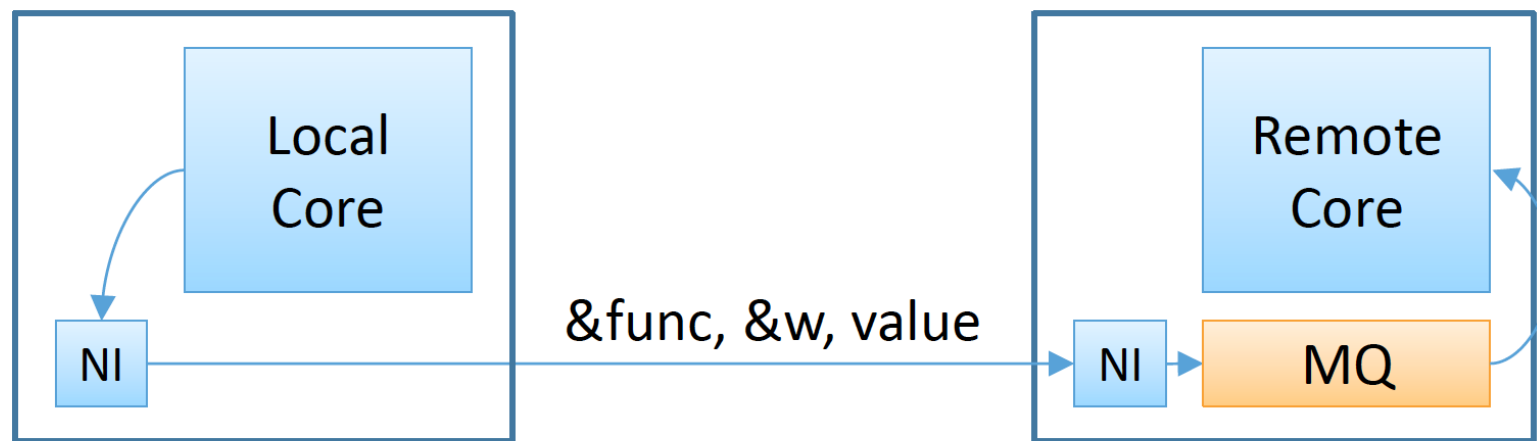 Local
Core
Remote
Core
&func, &w, value
NI
NI
MQ